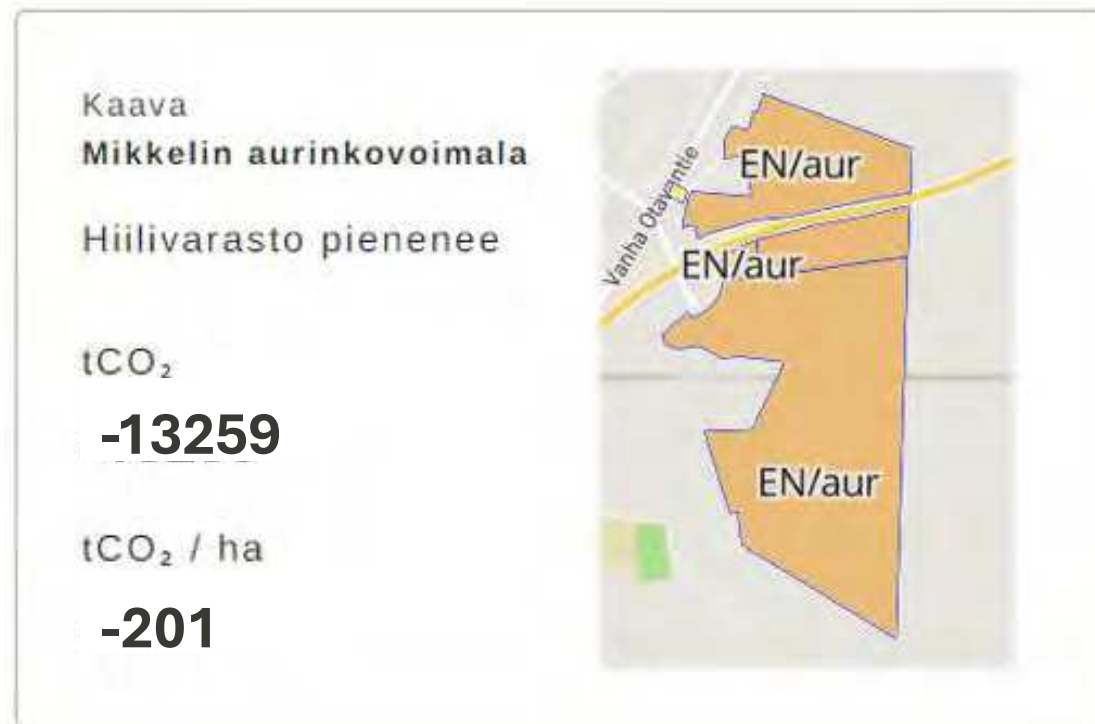 Kaava
Mikkelin aurinkovoimala
Hiilivarasto pienenee
tCO₂
-13259
tCO₂ / ha
-201
EN/aur
Vanha Otavantie
EN/aur
EN/aur